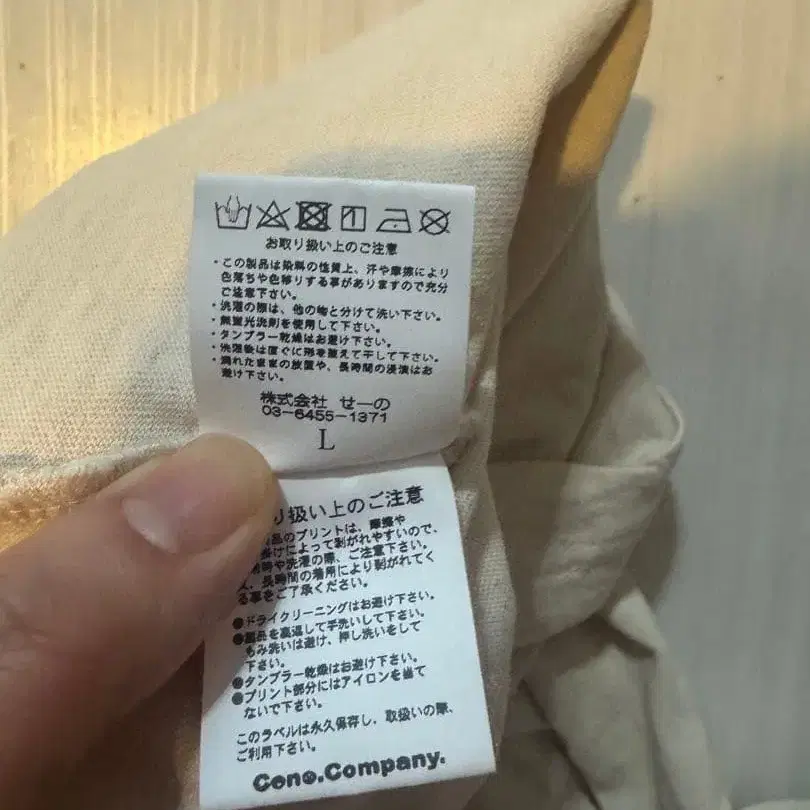 お取り扱い上のご注意
・この製品は染料の性質上、汗や摩擦により
色落ちや色移りする事がありますので充分
ご注意下さい。
・洗濯の際は、他の物と分けて洗い下さい。
・無蛍光洗剤を使用して下さい。
・タンブラー乾燥はお避け下さい。
・洗濯後は直ぐに形を整えて干して下さい。
・濡れたままの放置や、長時間の浸漬はお
避け下さい。
株式会社 せーの
03-6455-1371
L
り扱い上のご注意
品のプリントは、摩擦や
掛けによって剥がれやすいので、
時や洗濯の際、ご注意下さい。
、長時間の着用により剥がれてく
る事をご了承ください。
●ドライクリーニングはお避け下さい。
●製品を裏返して手洗いして下さい。
もみ洗いは避け、押し洗いをして
下さい。
●タンブラー乾燥はお避け下さい。
●プリント部分にはアイロンを当て
ないで下さい。
このラベルは永久保存し、取扱いの際、
ご利用下さい。
Ceno.Company.